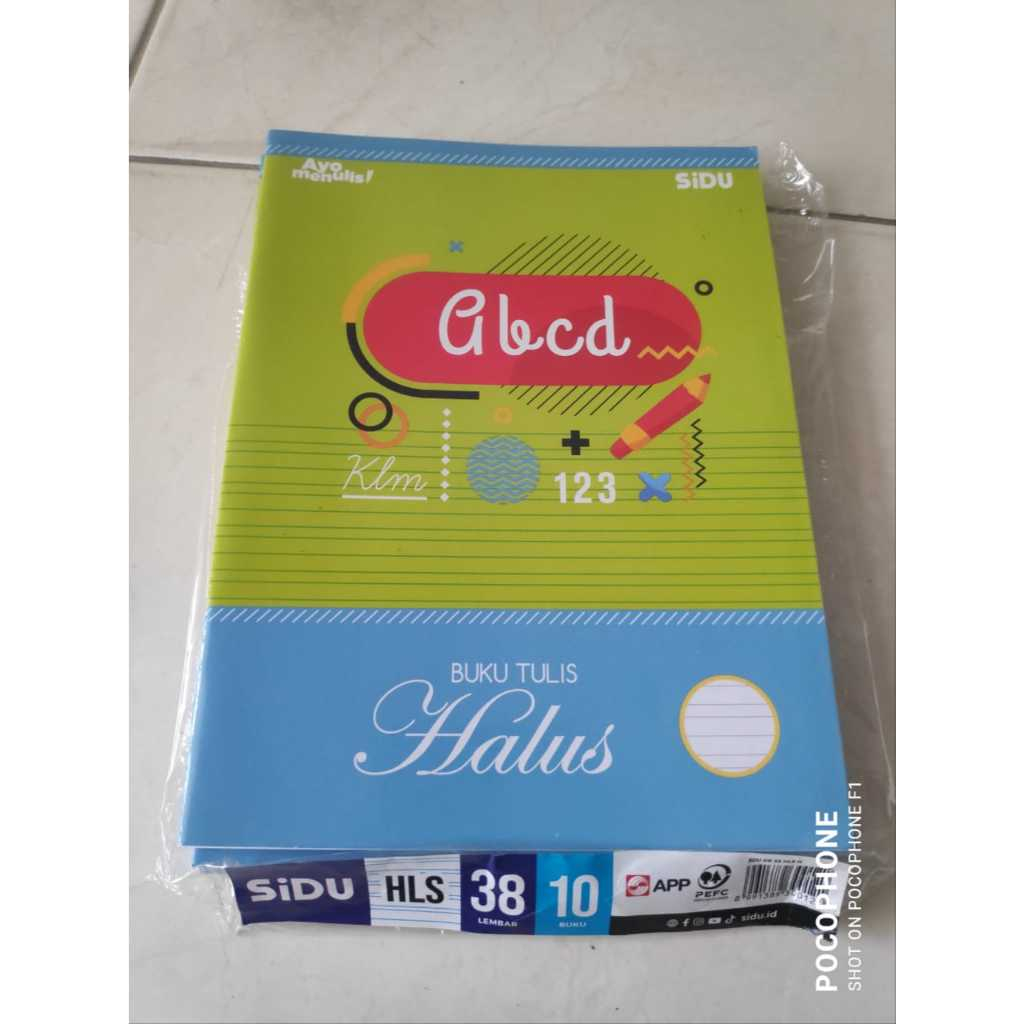 Ayo
menulis!
SiDU
Abcd
Klm
123
BUKU TULIS
Halus
SiDU
HLS
38
LEMBAR
10
BUKU
APP
PEFC
sidu.id
POCOPHONE
SHOT ON POCOPHONE F1